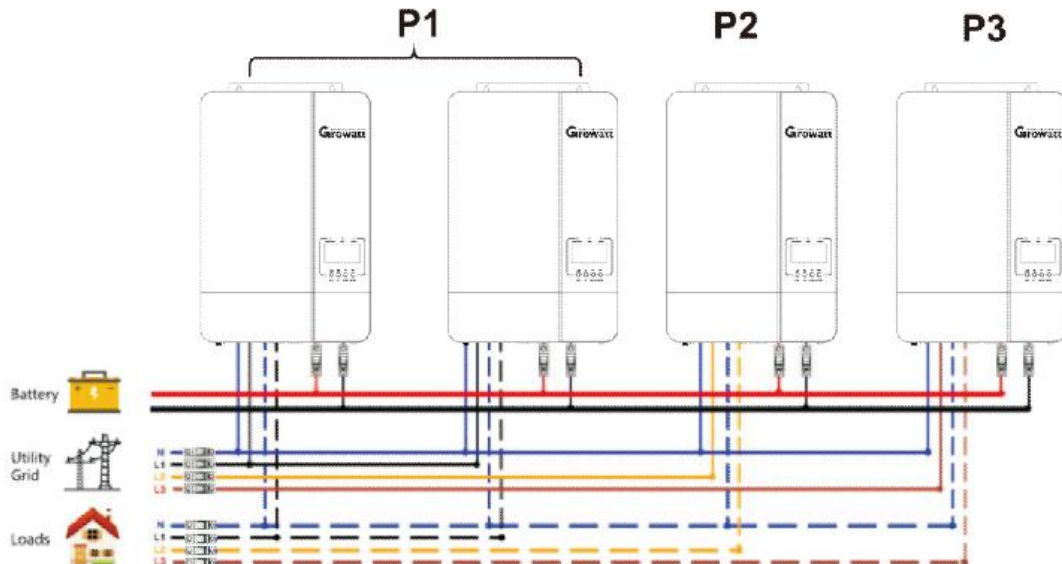 P1 P2 P3
Growatt Growatt Growatt Growatt
Battery
Utility
Grid
N
L1
L2
L3
Loads
N
L1
L2
L3